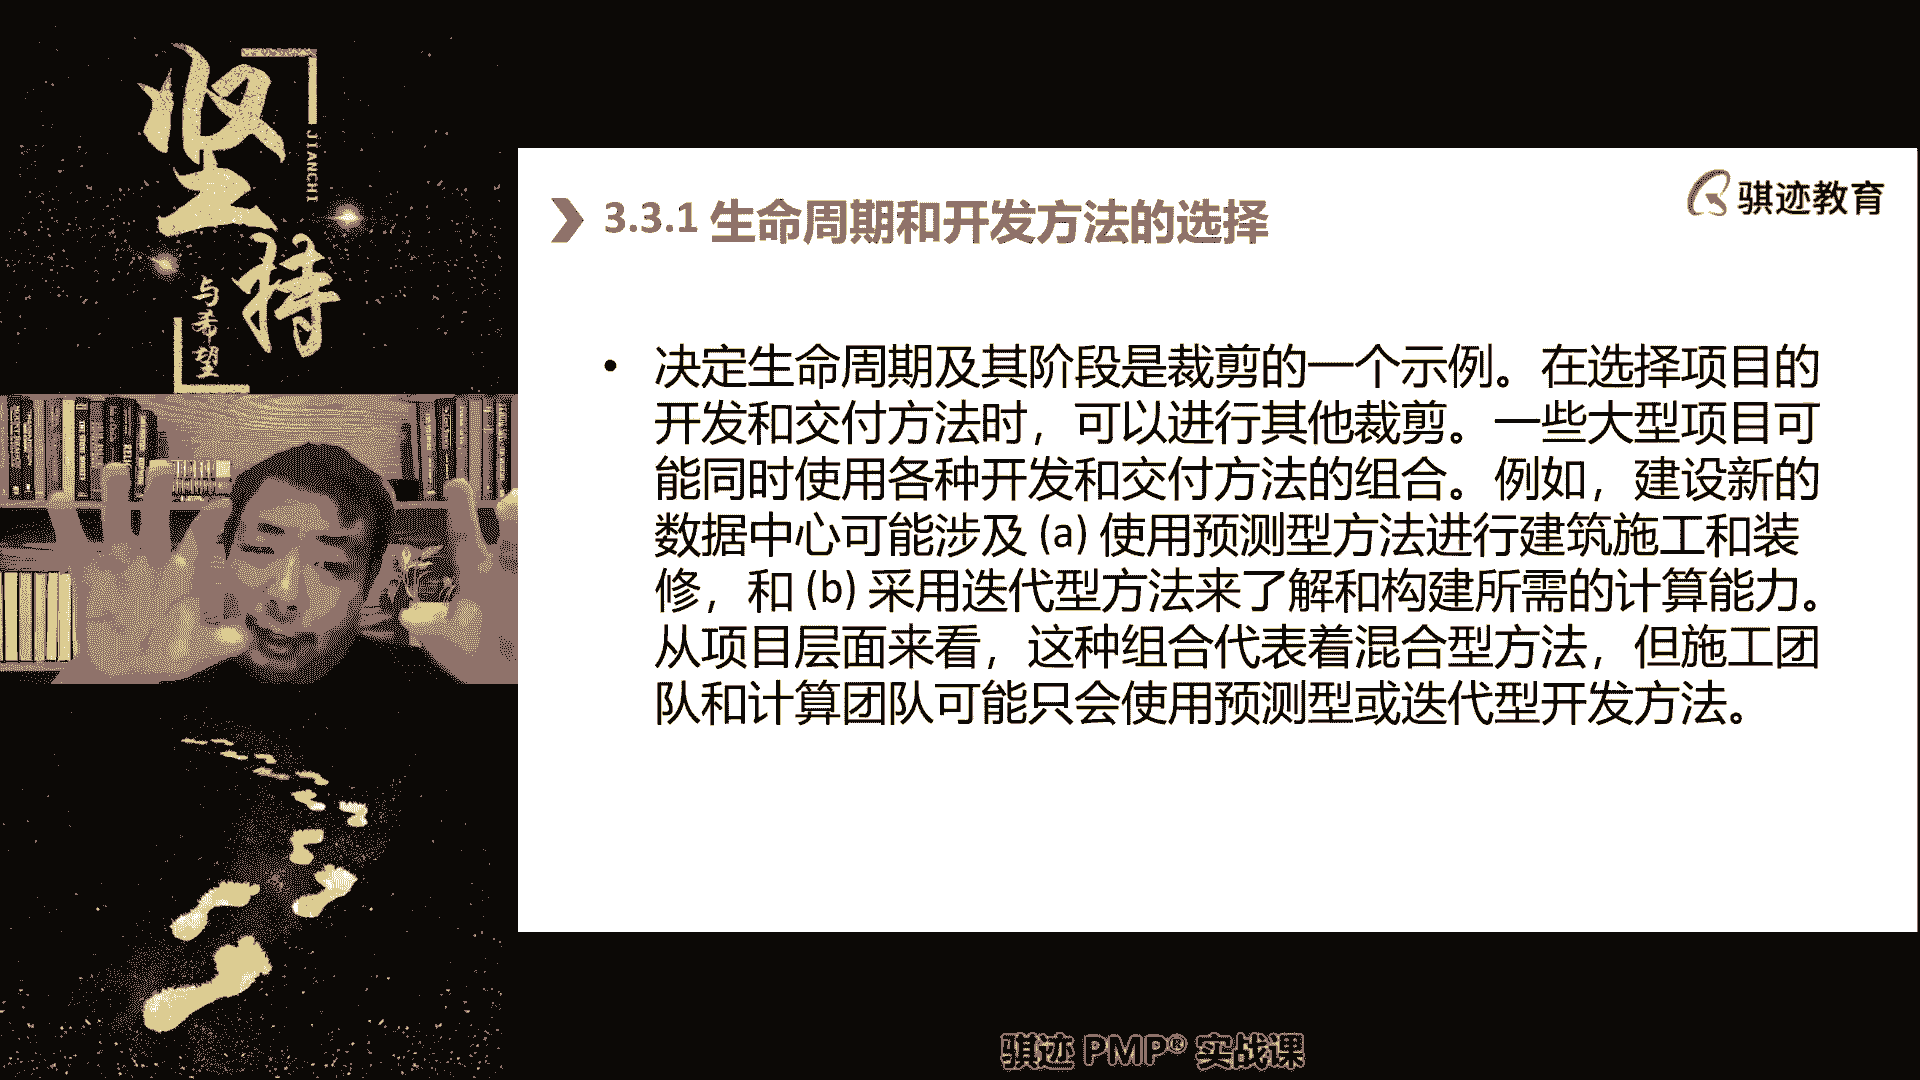 坚持
JIANCHI
与希望
骐迹教育
3.3.1 生命周期和开发方法的选择
• 决定生命周期及其阶段是裁剪的一个示例。在选择项目的
开发和交付方法时，可以进行其他裁剪。一些大型项目可
能同时使用各种开发和交付方法的组合。例如，建设新的
数据中心可能涉及 (a) 使用预测型方法进行建筑施工和装
修，和 (b) 采用迭代型方法来了解和构建所需的计算能力。
从项目层面来看，这种组合代表着混合型方法，但施工团
队和计算团队可能只会使用预测型或迭代型开发方法。
骐迹 PMP® 实战课